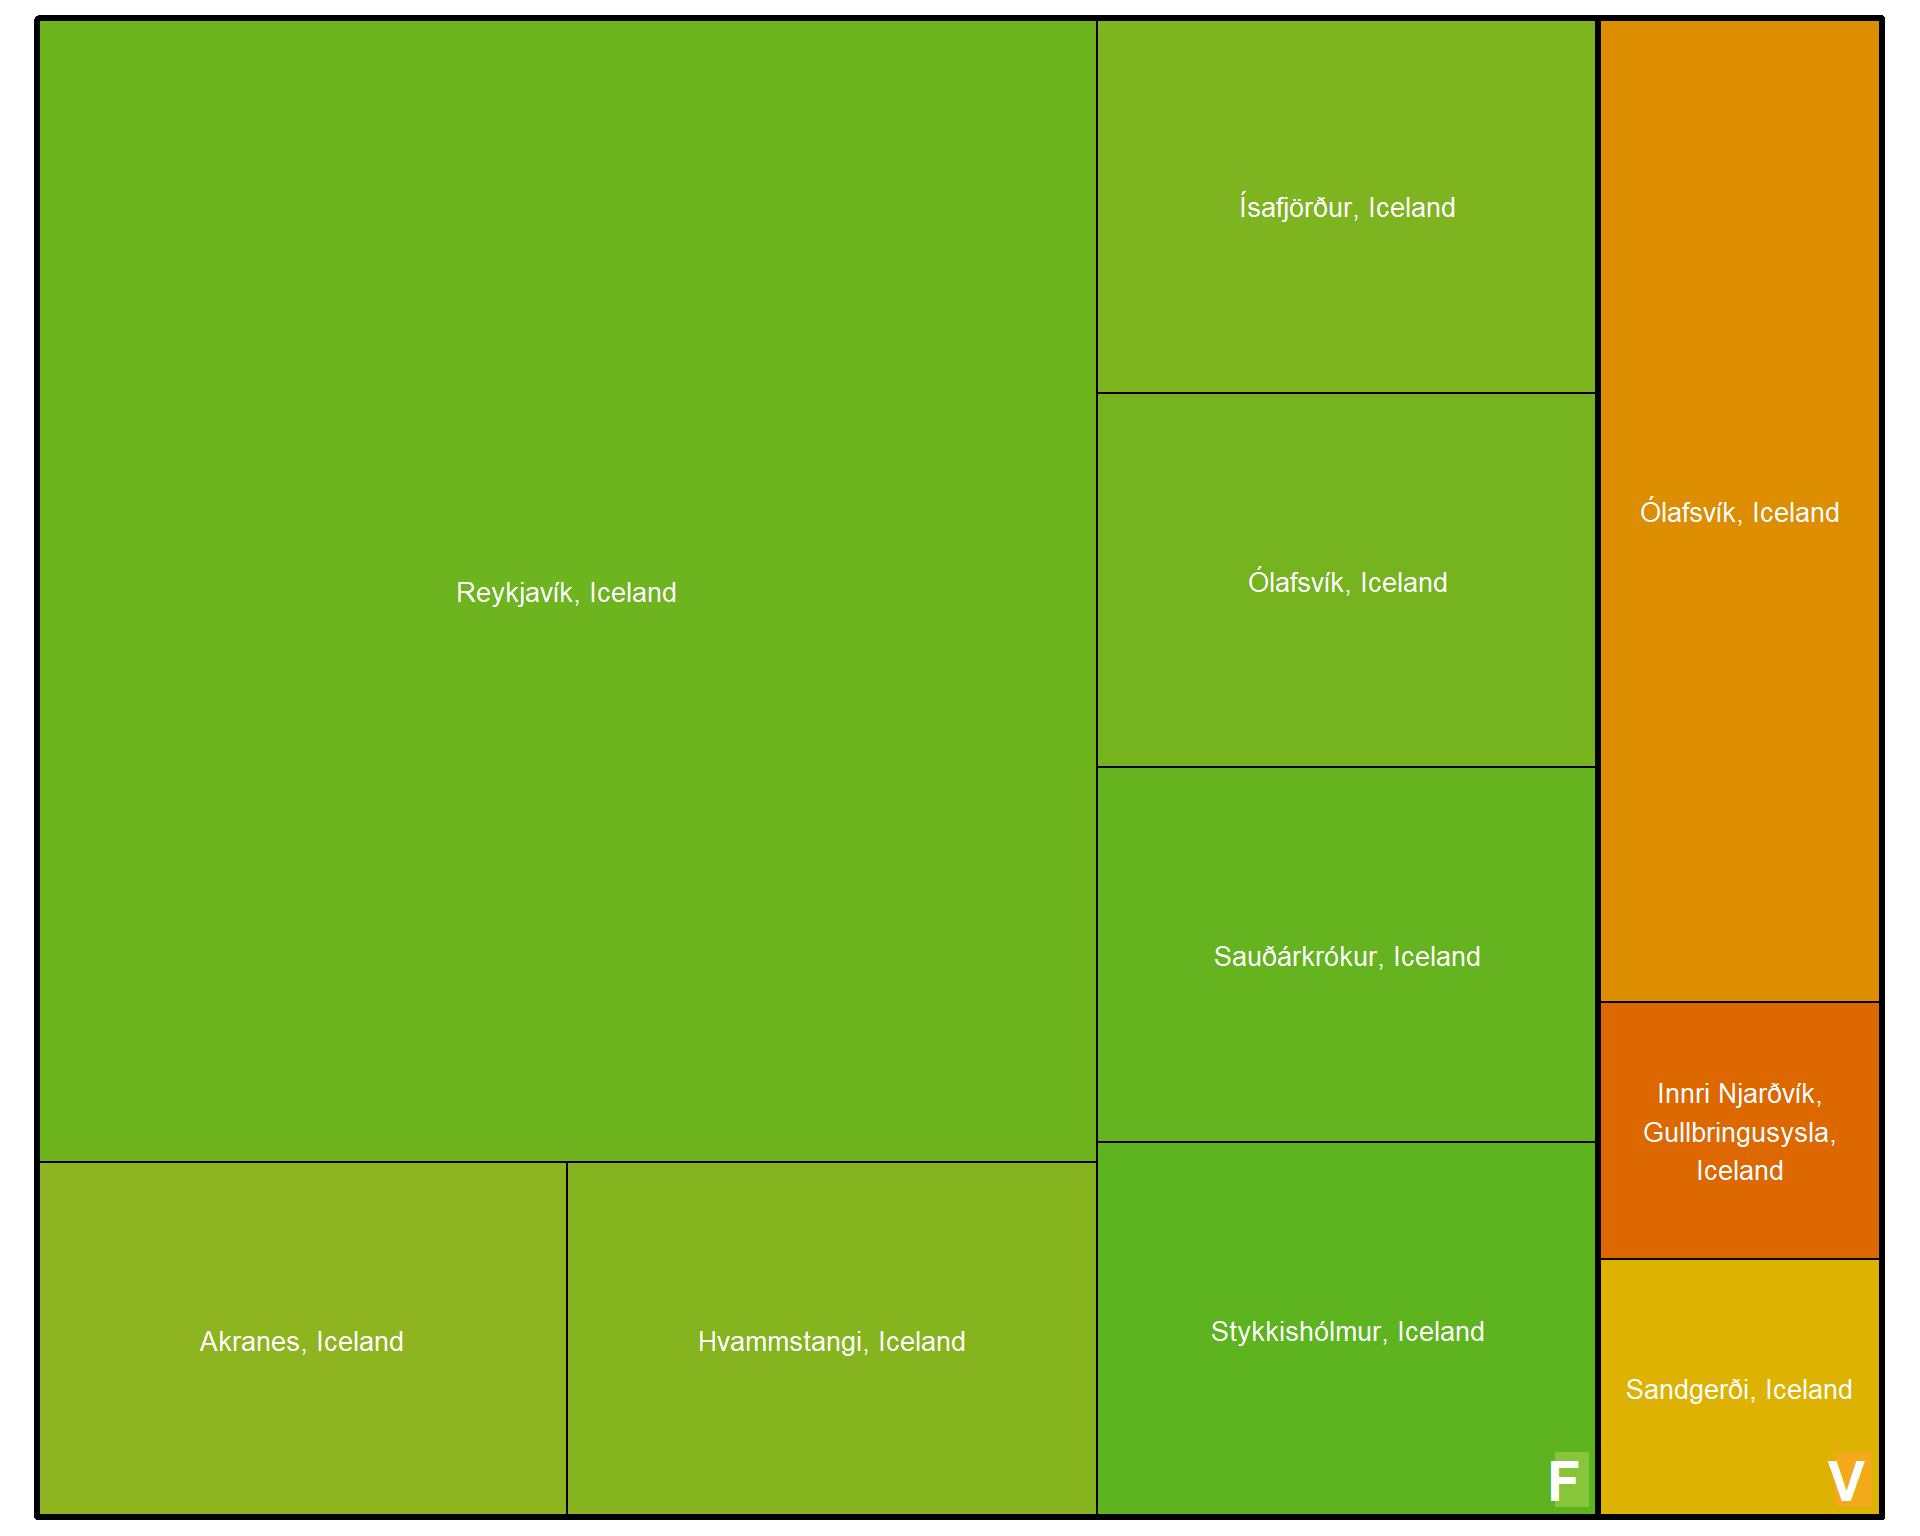 Reykjavík, Iceland
Akranes, Iceland
Hvammstangi, Iceland
Ísafjörður, Iceland
Ólafsvík, Iceland
Sauðárkrókur, Iceland
Stykkishólmur, Iceland
F
Ólafsvík, Iceland
Innri Njarðvík,
Gullbringusysla,
Iceland
Sandgerði, Iceland
V